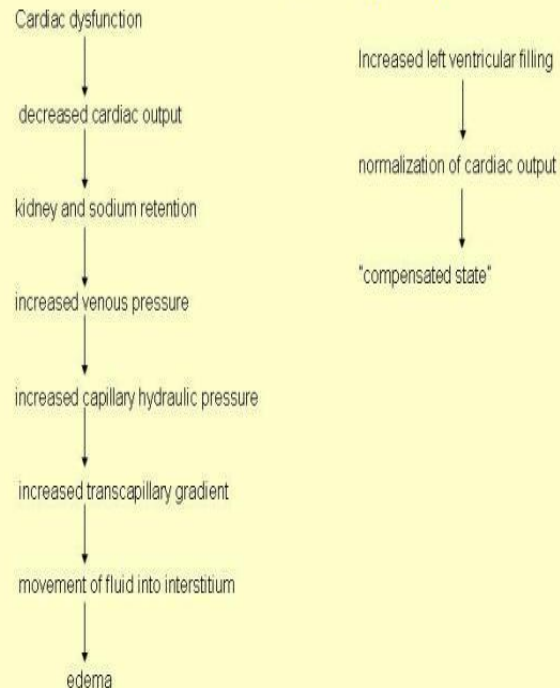 Cardiac dysfunction
decreased cardiac output
kidney and sodium retention
increased venous pressure
increased capillary hydraulic pressure
increased transcapillary gradient
movement of fluid into interstitium
edema
Increased left ventricular filling
normalization of cardiac output
"compensated state"